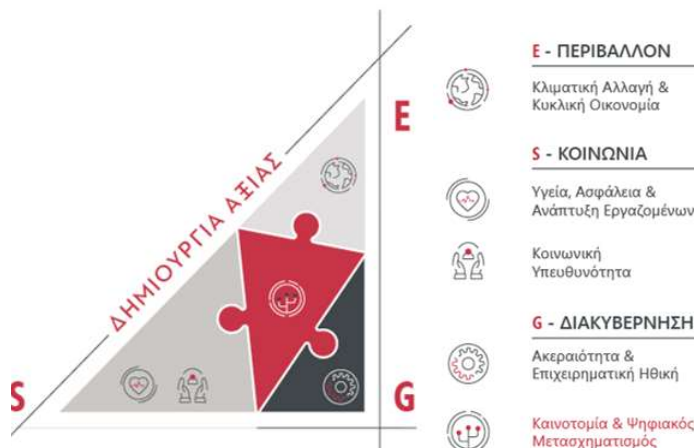 ΔΗΜΙΟΥΡΓΙΑ ΑΞΙΑΣ
E
S
G
E - ΠΕΡΙΒΑΛΛΟΝ
Κλιματική Αλλαγή &
Κυκλική Οικονομία
S - ΚΟΙΝΩΝΙΑ
Υγεία, Ασφάλεια &
Ανάπτυξη Εργαζομένων
Κοινωνική
Υπευθυνότητα
G - ΔΙΑΚΥΒΕΡΝΗΣΗ
Ακεραιότητα &
Επιχειρηματική Ηθική
Καινοτομία & Ψηφιακός
Μετασχηματισμός